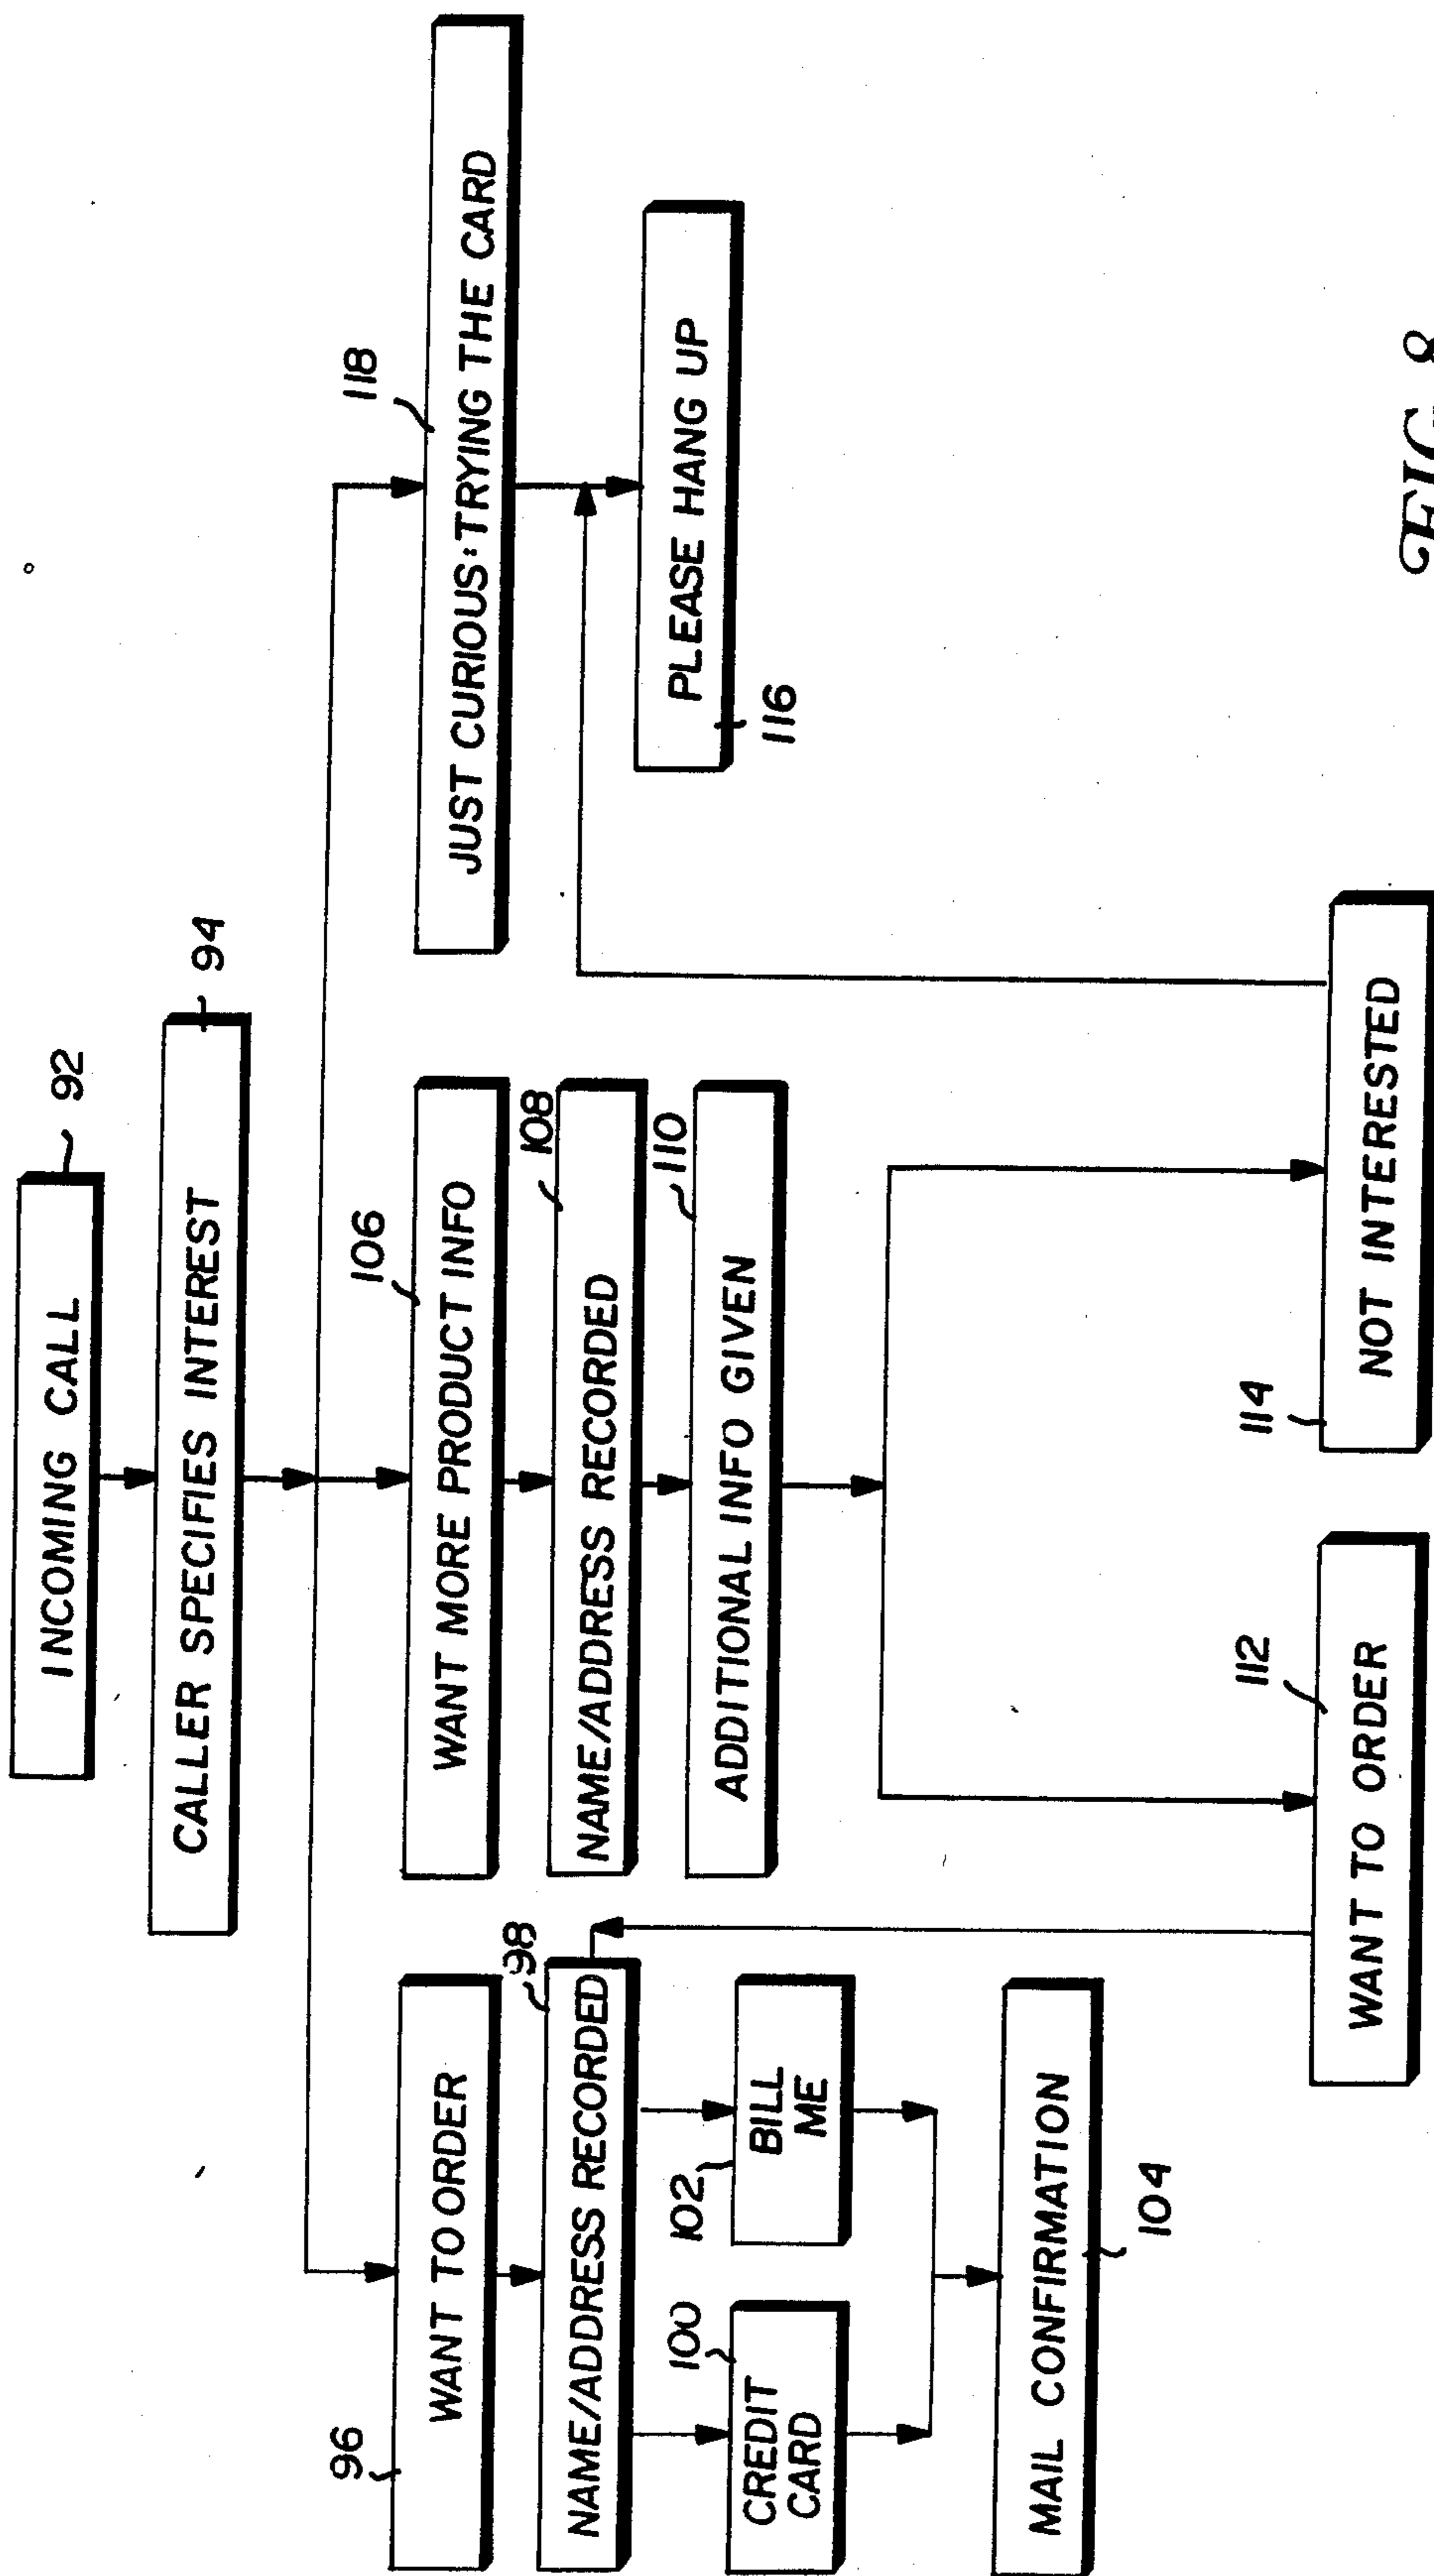 INCOMING CALL
92
CALLER SPECIFIES INTEREST
94
96
WANT TO ORDER
98
NAME/ADDRESS RECORDED
100
CREDIT
CARD
102
BILL
ME
MAIL CONFIRMATION
104
106
WANT MORE PRODUCT INFO
108
NAME/ADDRESS RECORDED
110
ADDITIONAL INFO GIVEN
112
WANT TO ORDER
114
NOT INTERESTED
118
JUST CURIOUS: TRYING THE CARD
PLEASE HANG UP
116
FIG. 8